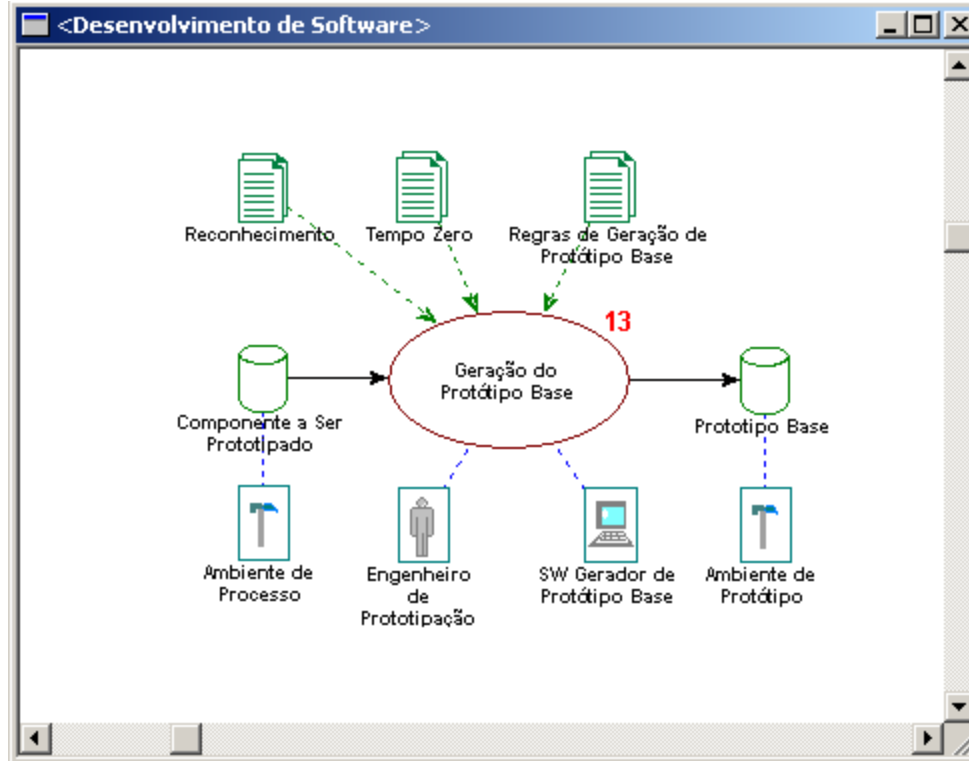 <Desenvolvimento de Software>
Reconhecimento
Tempo Zero
Regras de Geração de
Protótipo Base
13
Geração do
Protótipo Base
Componente a Ser
Prototipado
Prototipo Base
Ambiente de
Processo
Engenheiro
de
Prototipação
SW Gerador de
Protótipo Base
Ambiente de
Protótipo